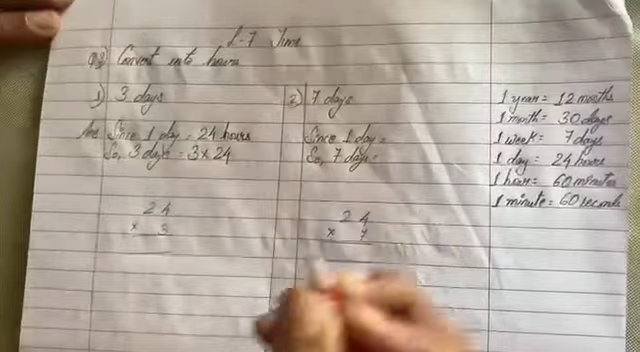 L-7 Time
Q3 Convert into hours
1) 3 days
Ans Since 1 day = 24 hours
So, 3 days = 3 x 24
24
x 3
2) 7 days
Since 1 day =
So, 7 days =
24
x 7
1 year = 12 months
1 month = 30 days
1 week = 7 days
1 day = 24 hours
1 hour = 60 minutes
1 minute = 60 seconds